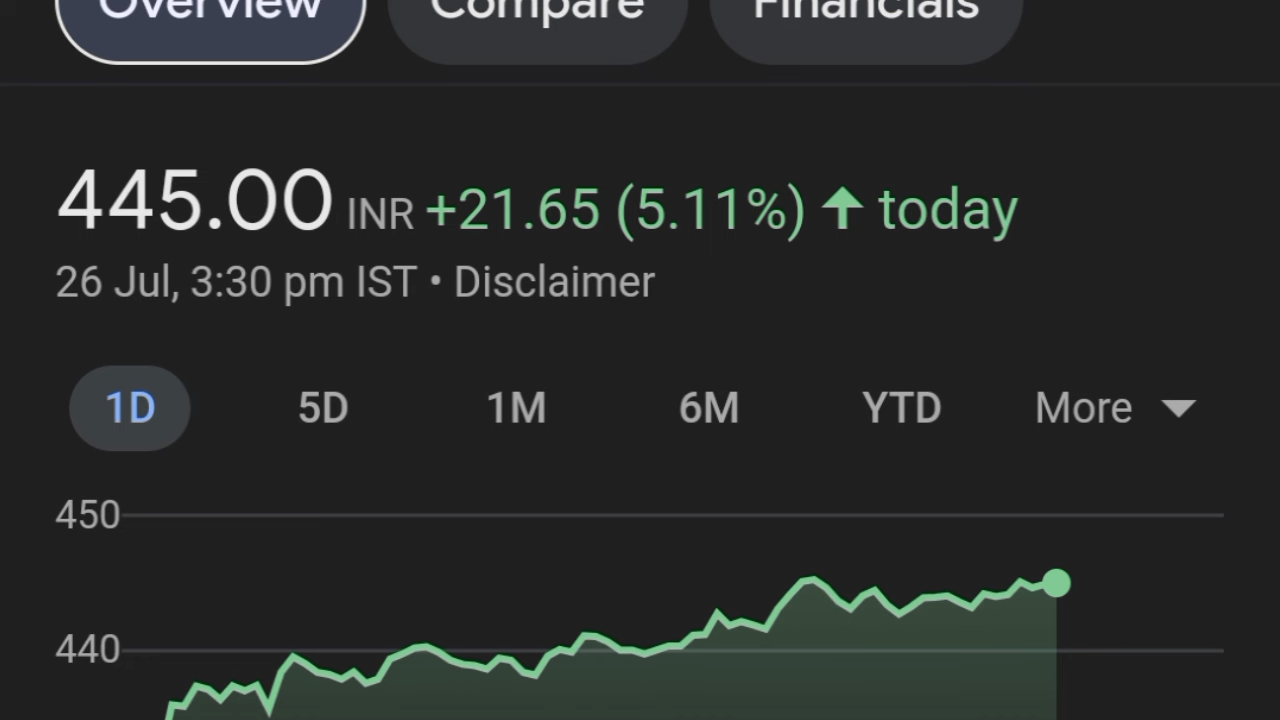 Overview Compare Financials
445.00 INR +21.65 (5.11%) ↑ today
26 Jul, 3:30 pm IST • Disclaimer
1D 5D 1M 6M YTD More
450
440